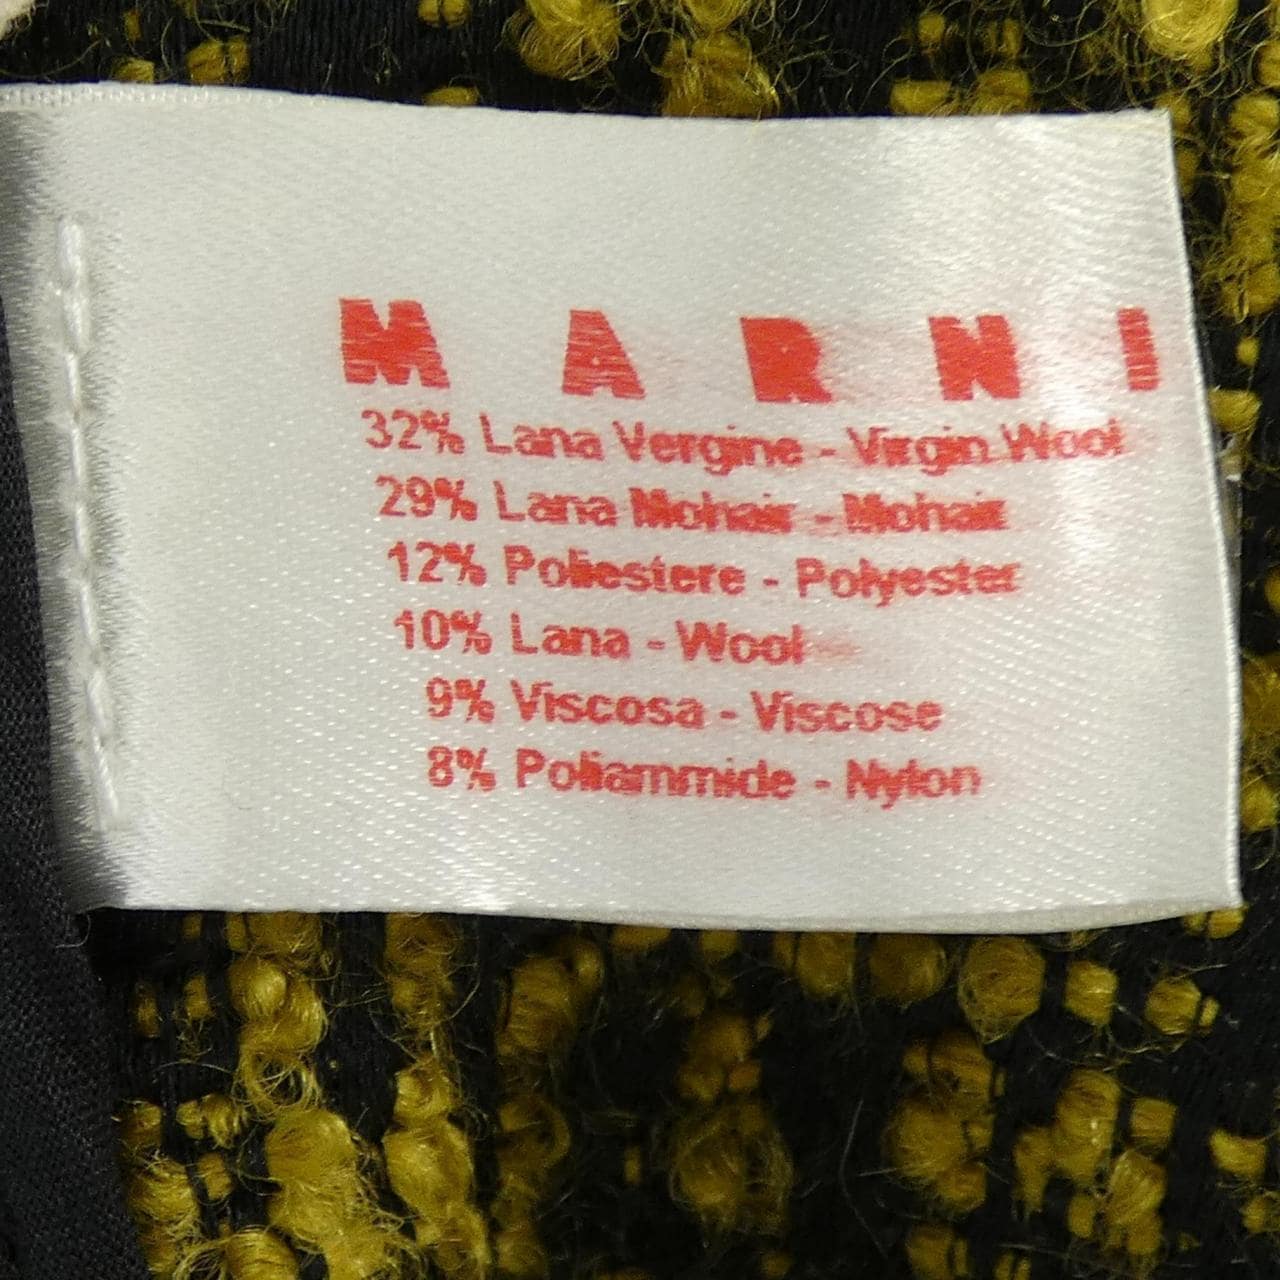 MARNI
32% Lana Vergine - Virgin Wool
29% Lana Mohair - Mohair
12% Poliestere - Polyester
10% Lana - Wool
9% Viscosa - Viscose
8% Poliammide - Nylon